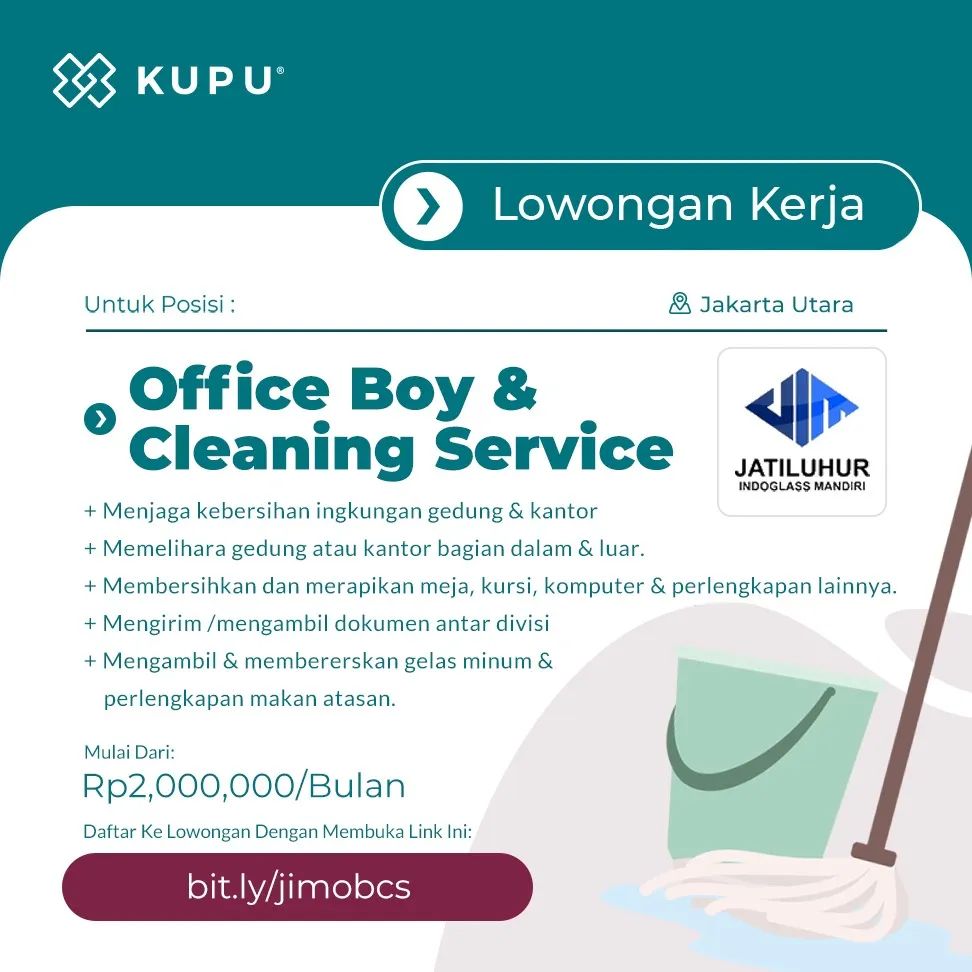 KUPU®
Lowongan Kerja
Untuk Posisi :
Jakarta Utara
Office Boy &
Cleaning Service
JATILUHUR
INDOGLASS MANDIRI
+ Menjaga kebersihan ingkungan gedung & kantor
+ Memelihara gedung atau kantor bagian dalam & luar.
+ Membersihkan dan merapikan meja, kursi, komputer & perlengkapan lainnya.
+ Mengirim /mengambil dokumen antar divisi
+ Mengambil & membererskan gelas minum &
perlengkapan makan atasan.
Mulai Dari:
Rp2,000,000/Bulan
Daftar Ke Lowongan Dengan Membuka Link Ini:
bit.ly/jimobcs